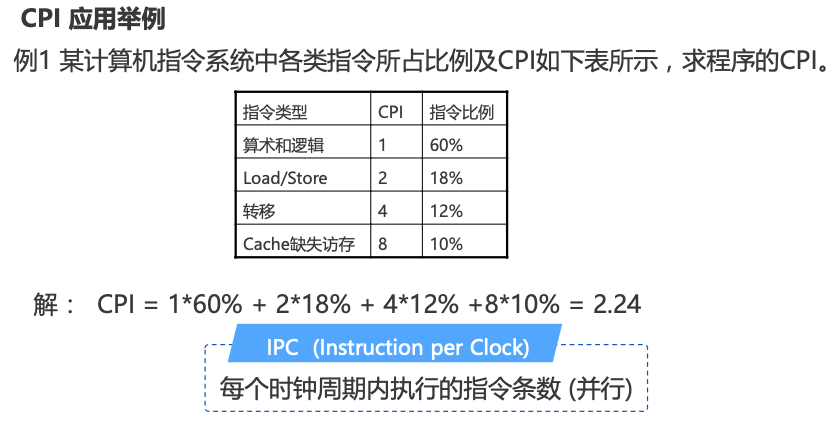 CPI 应用举例
例1 某计算机指令系统中各类指令所占比例及CPI如下表所示，求程序的CPI。
指令类型 CPI 指令比例
算术和逻辑 1 60%
Load/Store 2 18%
转移 4 12%
Cache缺失访存 8 10%
解： CPI = 1*60% + 2*18% + 4*12% +8*10% = 2.24
IPC (Instruction per Clock)
每个时钟周期内执行的指令条数 (并行)